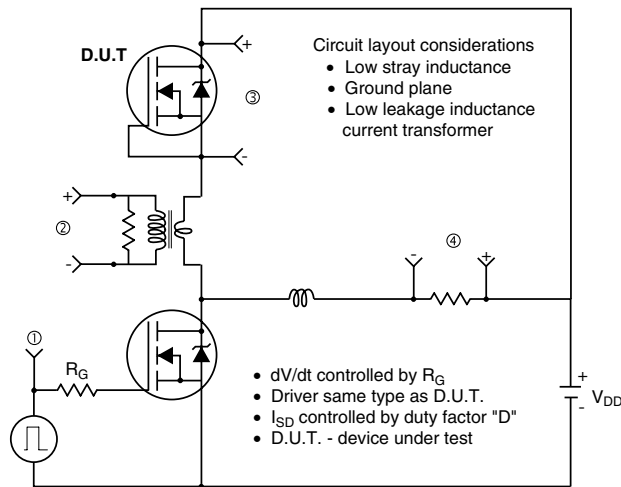 D.U.T
+
-
③
Circuit layout considerations
• Low stray inductance
• Ground plane
• Low leakage inductance
current transformer
+
②
-
④
- +
①
R_G
• dV/dt controlled by R_G
• Driver same type as D.U.T.
• I_SD controlled by duty factor "D"
• D.U.T. - device under test
+
-
V_DD